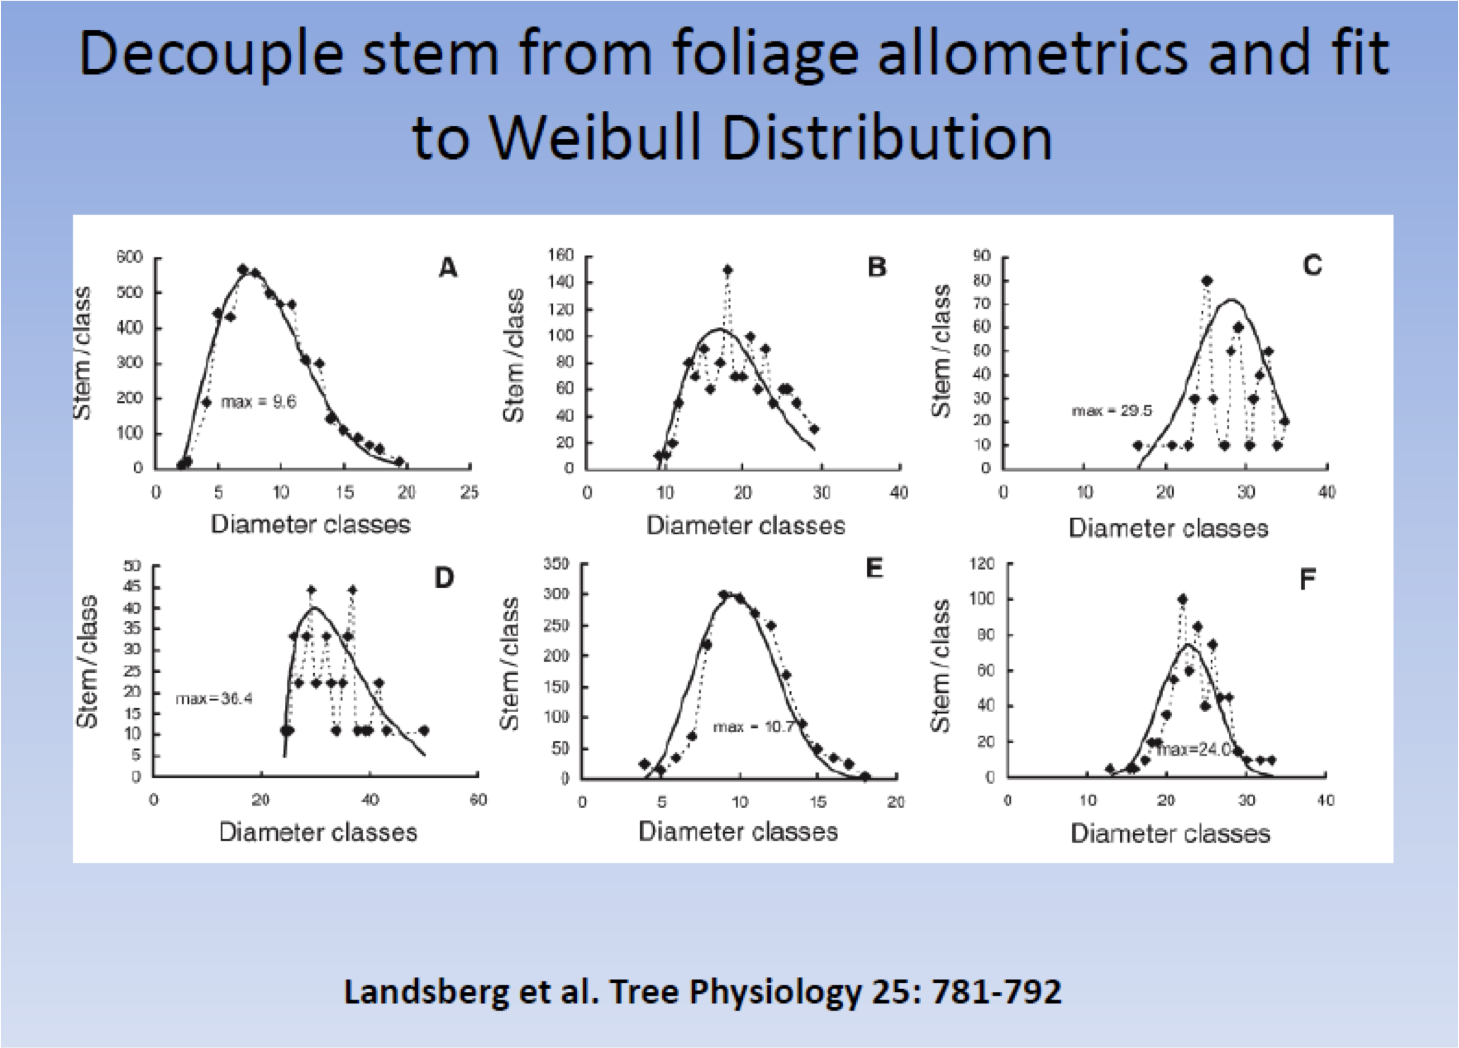 Decouple stem from foliage allometrics and fit
to Weibull Distribution
A
Stem/class
600
500
400
300
200
100
0
max = 9.6
0 5 10 15 20 25
Diameter classes
B
Stem/class
160
140
120
100
80
60
40
20
0
0 10 20 30 40
Diameter classes
C
Stem/class
90
80
70
60
50
40
30
20
10
0
max = 29.5
0 10 20 30 40
Diameter classes
D
Stem/class
50
45
40
35
30
25
20
15
10
5
0
max=36.4
0 20 40 60
Diameter classes
E
Stem/class
350
300
250
200
150
100
50
0
max = 10.7
0 5 10 15 20
Diameter classes
F
Stem/class
120
100
80
60
40
20
0
max=24.0
0 10 20 30 40
Diameter classes
Landsberg et al. Tree Physiology 25: 781-792